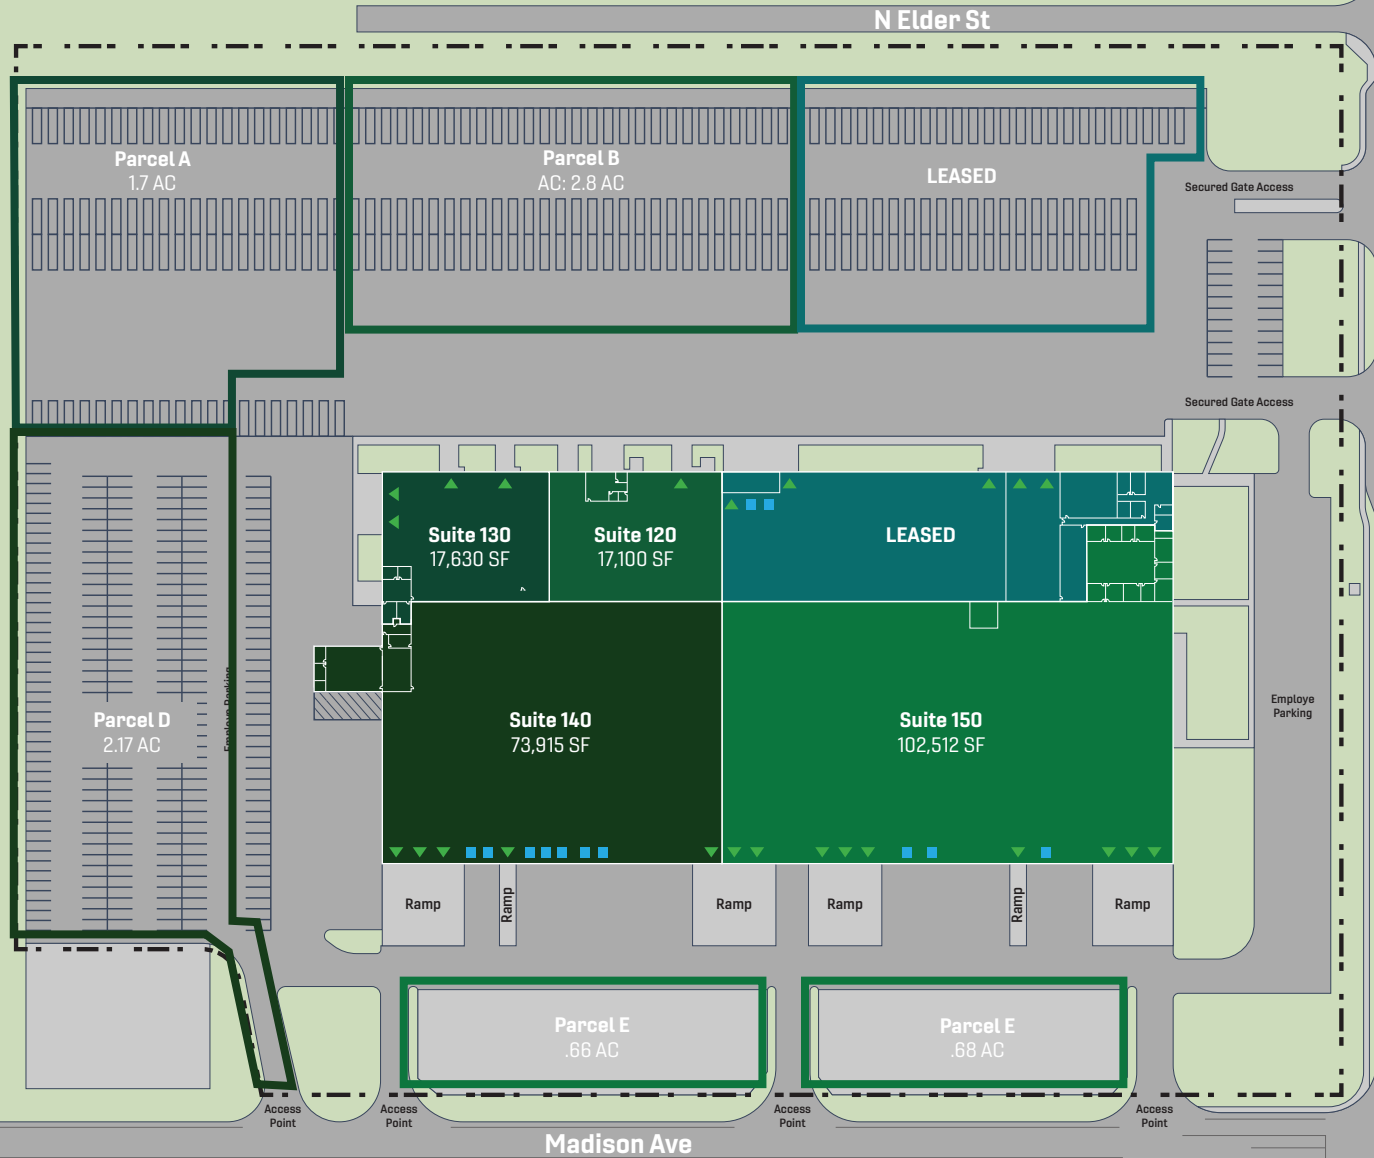 N Elder St
Parcel A
1.7 AC
Parcel B
AC: 2.8 AC
LEASED
Secured Gate Access
Secured Gate Access
Suite 130
17,630 SF
Suite 120
17,100 SF
LEASED
Employe Parking
Parcel D
2.17 AC
Suite 140
73,915 SF
Suite 150
102,512 SF
Employe
Parking
Ramp
Ramp
Ramp
Ramp
Ramp
Ramp
Parcel E
.66 AC
Parcel E
.68 AC
Access
Point
Access
Point
Access
Point
Access
Point
Madison Ave